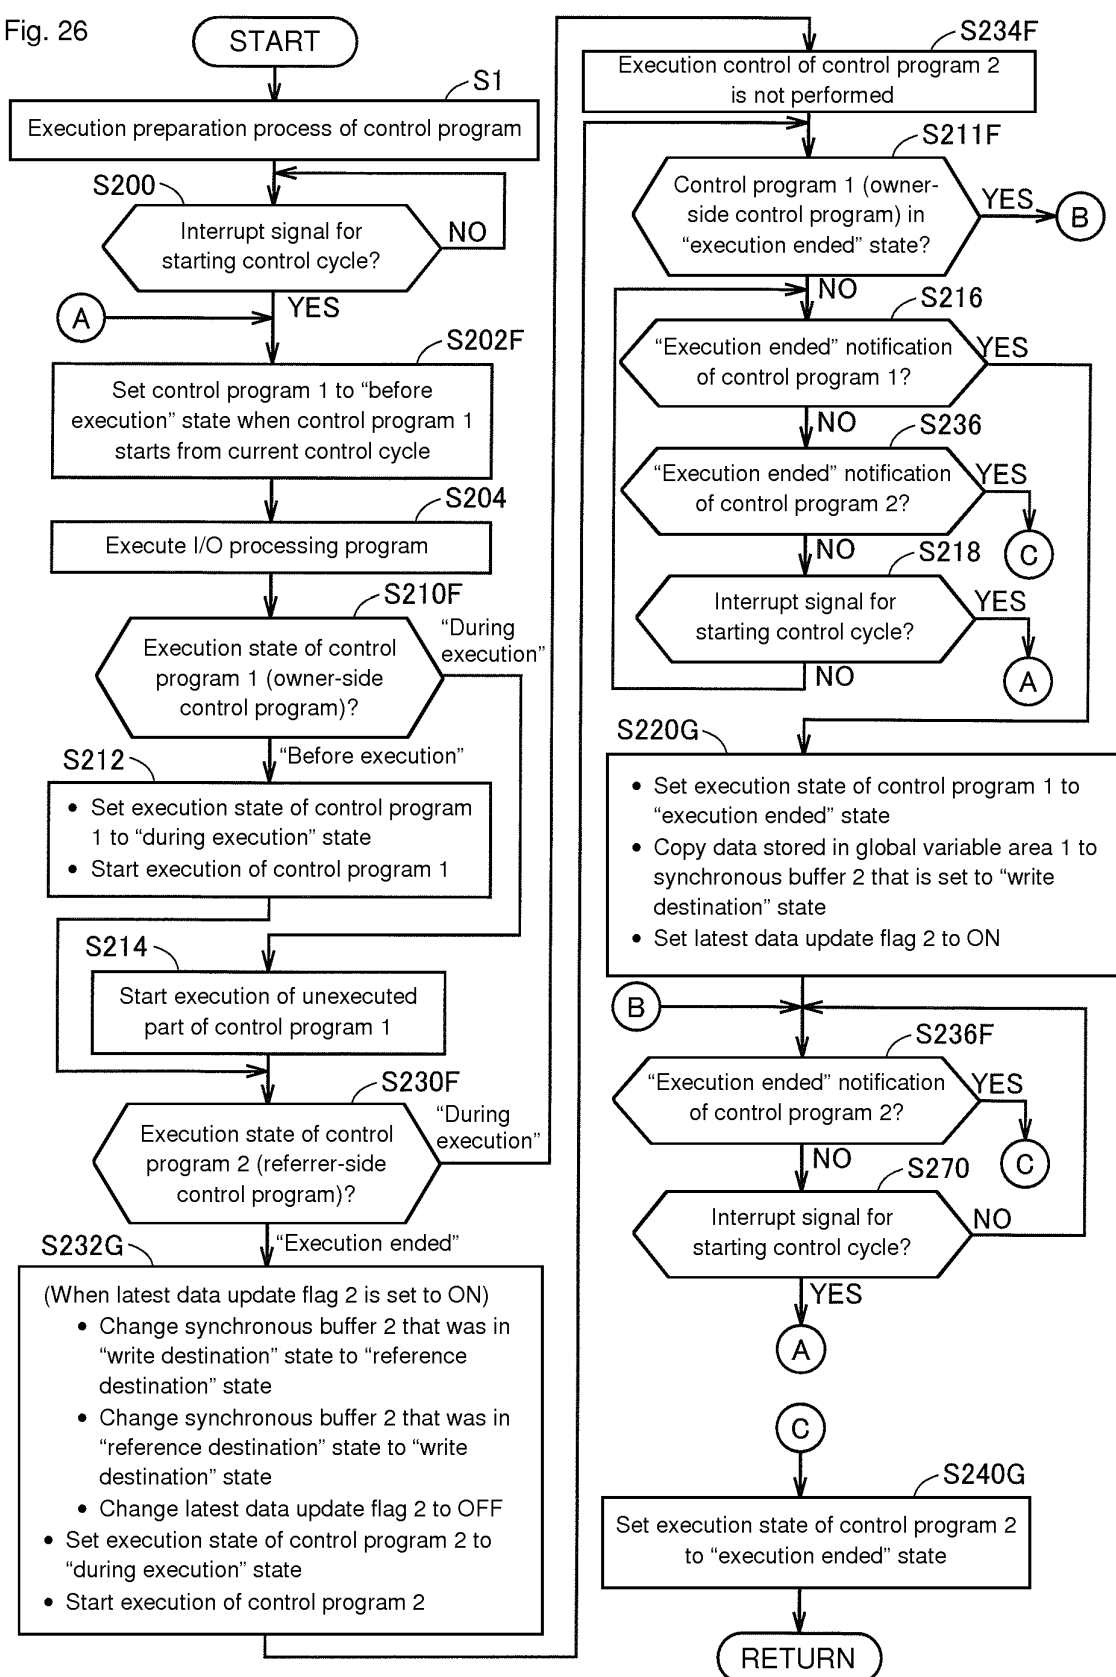 Fig. 26
START
S1
Execution preparation process of control program
S200
Interrupt signal for
starting control cycle?
NO
YES
A
S202F
Set control program 1 to “before
execution” state when control program 1
starts from current control cycle
S204
Execute I/O processing program
S210F
Execution state of control
program 1 (owner-side
control program)?
“During
execution”
“Before execution”
S212
• Set execution state of control program
1 to “during execution” state
• Start execution of control program 1
S214
Start execution of unexecuted
part of control program 1
S230F
Execution state of control
program 2 (referrer-side
control program)?
“During
execution”
“Execution ended”
S232G
(When latest data update flag 2 is set to ON)
• Change synchronous buffer 2 that was in
“write destination” state to “reference
destination” state
• Change synchronous buffer 2 that was in
“reference destination” state to “write
destination” state
• Change latest data update flag 2 to OFF
• Set execution state of control program 2 to
“during execution” state
• Start execution of control program 2
S234F
Execution control of control program 2
is not performed
S211F
Control program 1 (owner-
side control program) in
“execution ended” state?
YES
B
NO
S216
“Execution ended” notification
of control program 1?
YES
NO
S236
“Execution ended” notification
of control program 2?
YES
C
NO
S218
Interrupt signal for
starting control cycle?
YES
A
NO
S220G
• Set execution state of control program 1 to
“execution ended” state
• Copy data stored in global variable area 1 to
synchronous buffer 2 that is set to “write
destination” state
• Set latest data update flag 2 to ON
B
S236F
“Execution ended” notification
of control program 2?
YES
C
NO
S270
Interrupt signal for
starting control cycle?
NO
YES
A
C
S240G
Set execution state of control program 2
to “execution ended” state
RETURN